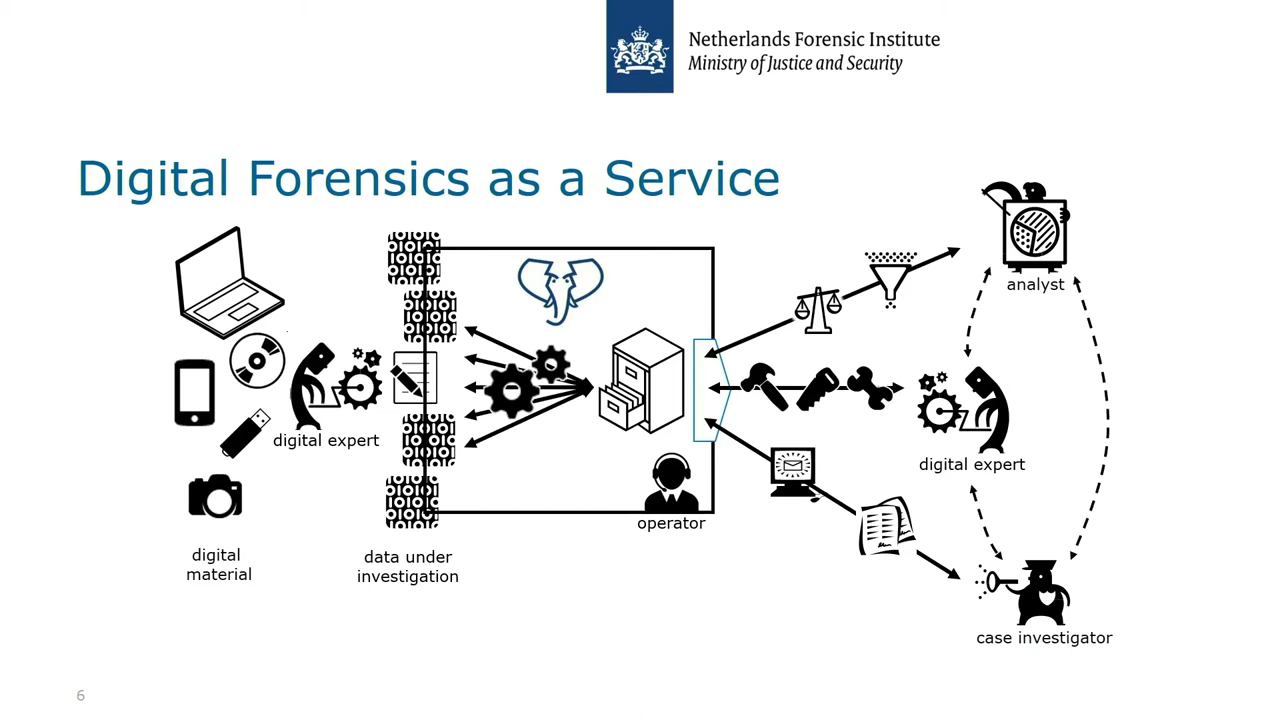 Netherlands Forensic Institute
Ministry of Justice and Security
Digital Forensics as a Service
analyst
digital expert
digital expert
operator
digital
material
data under
investigation
case investigator
6